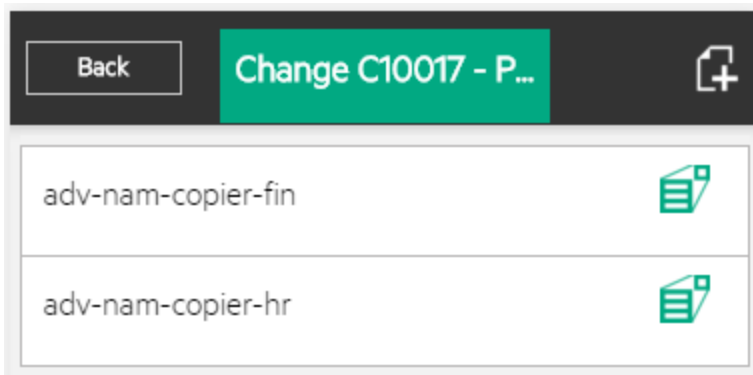 Back
Change C10017 - P...
adv-nam-copier-fin
adv-nam-copier-hr